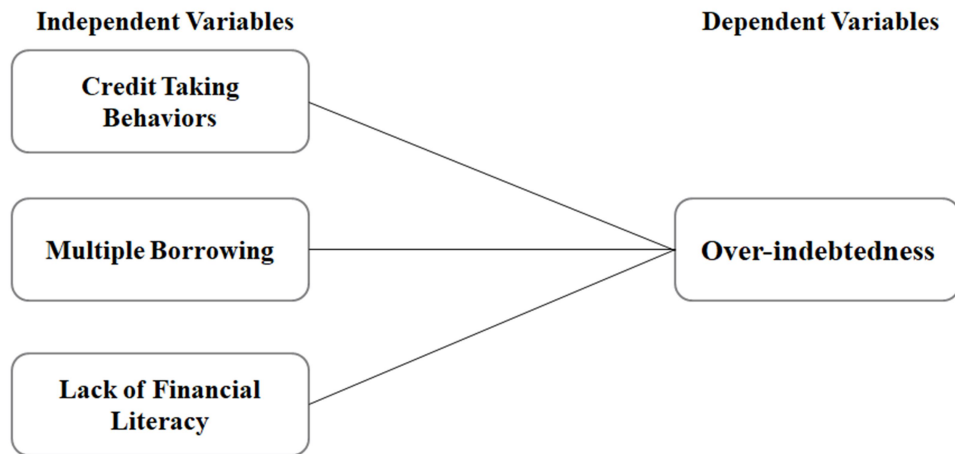 Independent Variables
Dependent Variables
Credit Taking
Behaviors
Multiple Borrowing
Over-indebtedness
Lack of Financial
Literacy